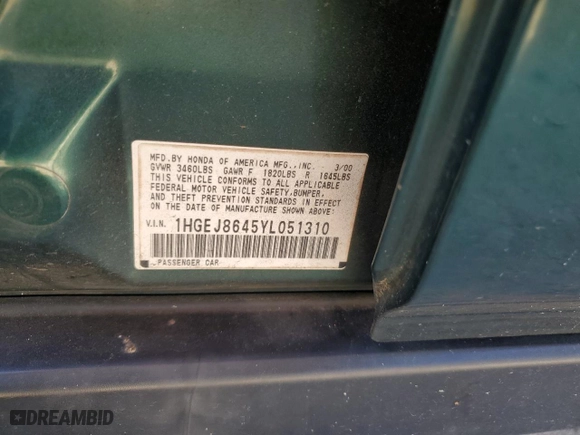 MFD.BY HONDA OF AMERICA MFG.,INC. 3/00
GVWR 3460LBS GAWR F 1820LBS R 1645LBS
THIS VEHICLE CONFORMS TO ALL APPLICABLE
FEDERAL MOTOR VEHICLE SAFETY,BUMPER,
AND THEFT PREVENTION STANDARDS IN EFFECT
ON THE DATE OF MANUFACTURE SHOWN ABOVE:
V.I.N. 1HGEJ8645YL051310
PASSENGER CAR
DREAMBID